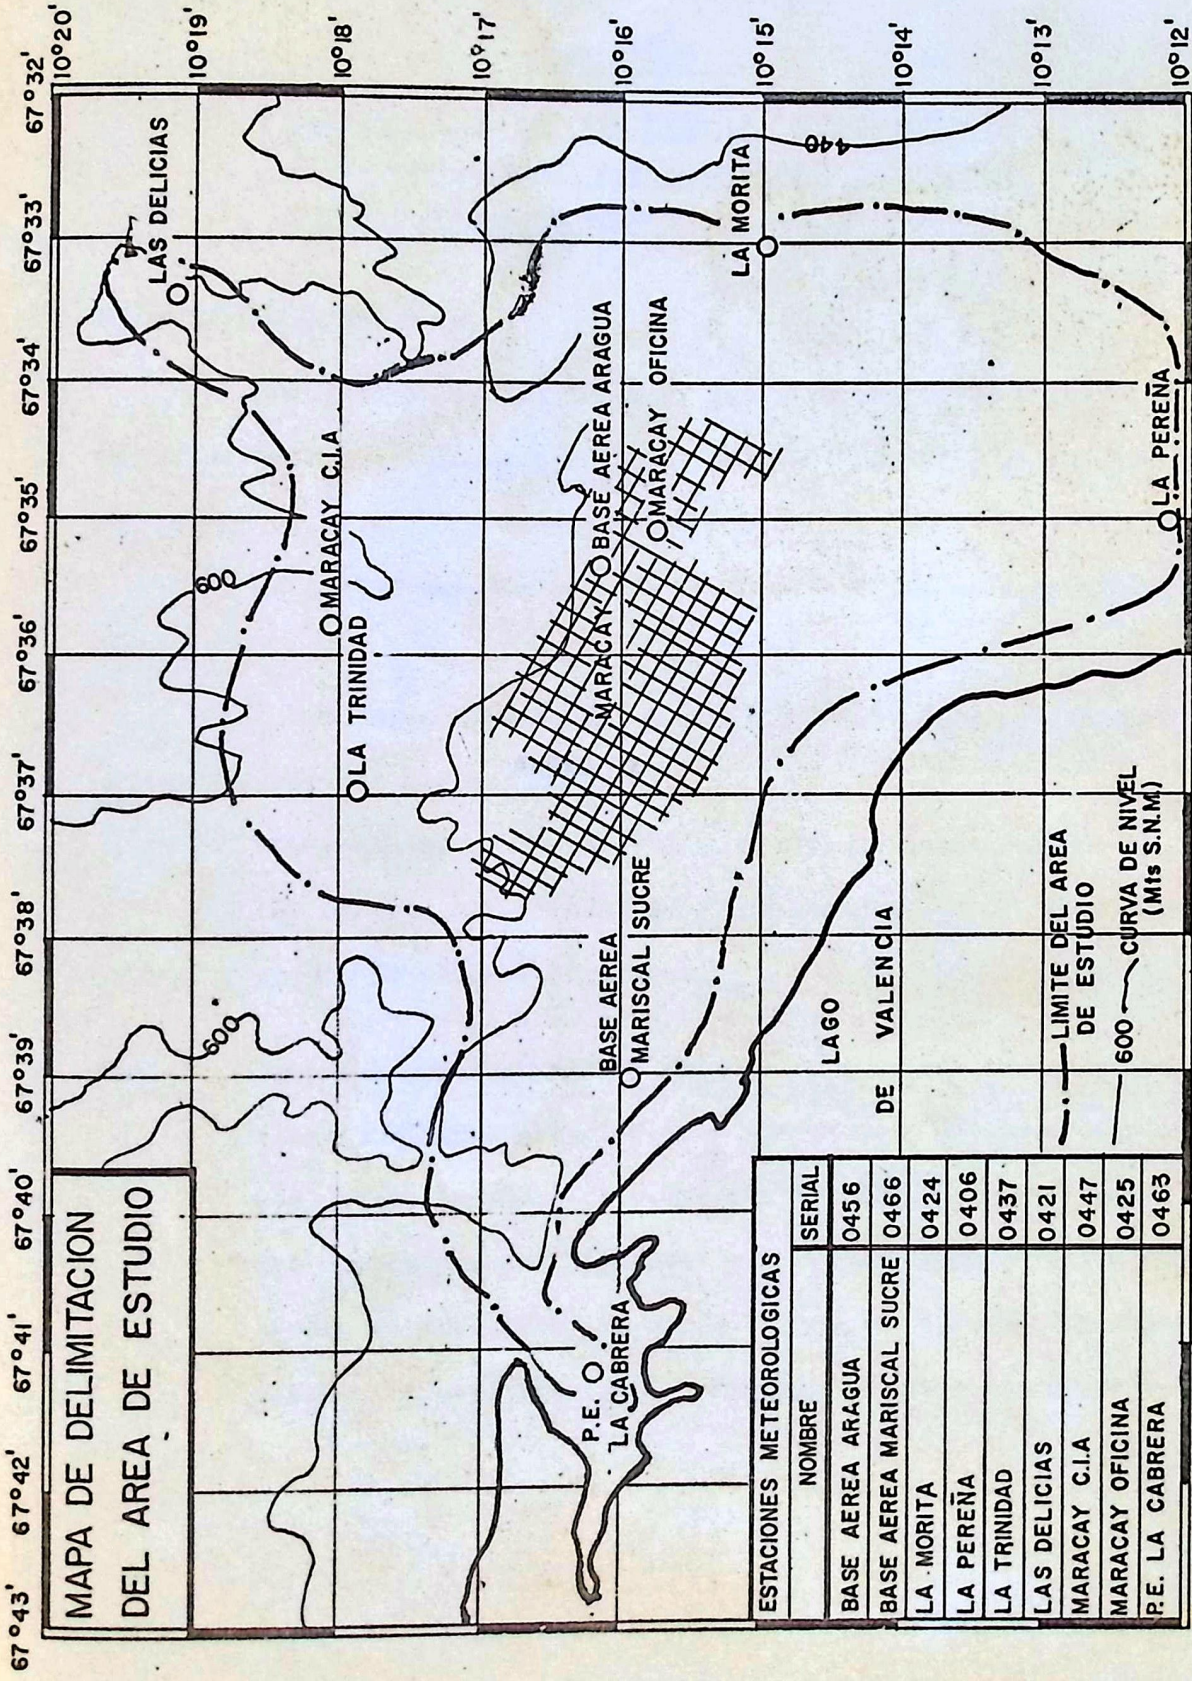 MAPA DE DELIMITACION
DEL AREA DE ESTUDIO
67°43'
67°42'
67°41'
67°40'
67°39'
67°38'
67°37'
67°36'
67°35'
67°34'
67°33'
67°32'
10°20'
10°19'
10°18'
10°17'
10°16'
10°15'
10°14'
10°13'
10°12'
LAS DELICIAS
600
600
MARACAY C.I.A
LA TRINIDAD
BASE AEREA ARAGUA
MARACAY
MARACAY OFICINA
LA MORITA
440
BASE AEREA
MARISCAL SUCRE
P.E.
LA CABRERA
LA PEREÑA
LAGO
DE VALENCIA
LIMITE DEL AREA
DE ESTUDIO
600 CURVA DE NIVEL
(Mts S.N.M.)
ESTACIONES METEOROLOGICAS
NOMBRE SERIAL
BASE AEREA ARAGUA 0456
BASE AEREA MARISCAL SUCRE 0466
LA MORITA 0424
LA PEREÑA 0406
LA TRINIDAD 0437
LAS DELICIAS 0421
MARACAY C.I.A 0447
MARACAY OFICINA 0425
P.E. LA CABRERA 0463